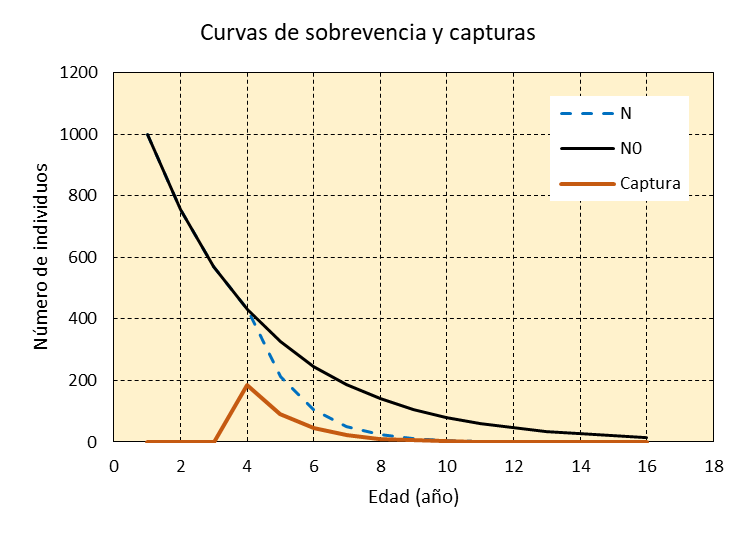 Curvas de sobrevencia y capturas
1200
1000
800
600
400
200
0
Número de individuos
N
N0
Captura
0 2 4 6 8 10 12 14 16 18
Edad (año)